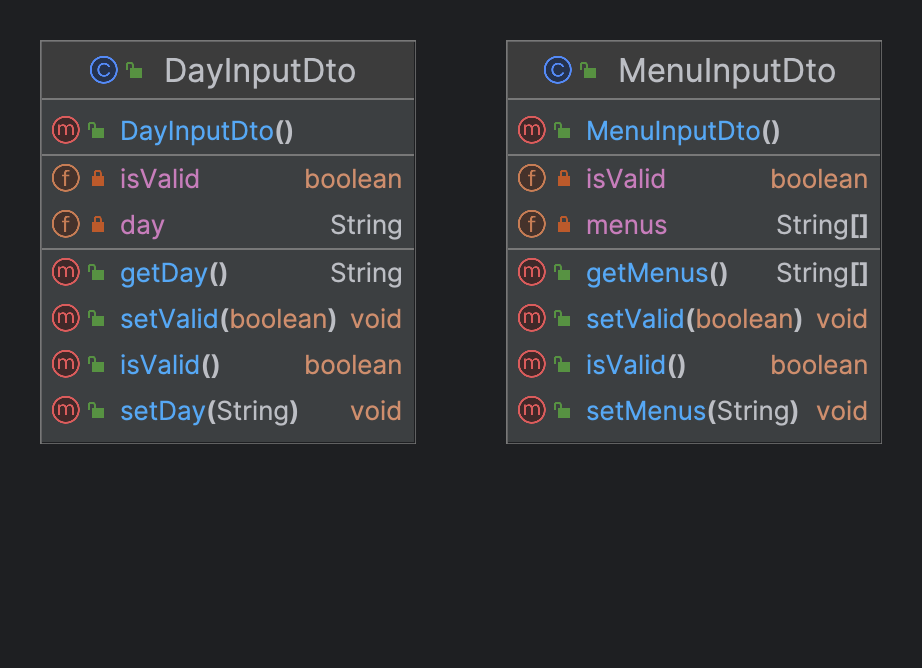 DayInputDto
DayInputDto()
isValid boolean
day String
getDay() String
setValid(boolean) void
isValid() boolean
setDay(String) void
MenuInputDto
MenuInputDto()
isValid boolean
menus String[]
getMenus() String[]
setValid(boolean) void
isValid() boolean
setMenus(String) void